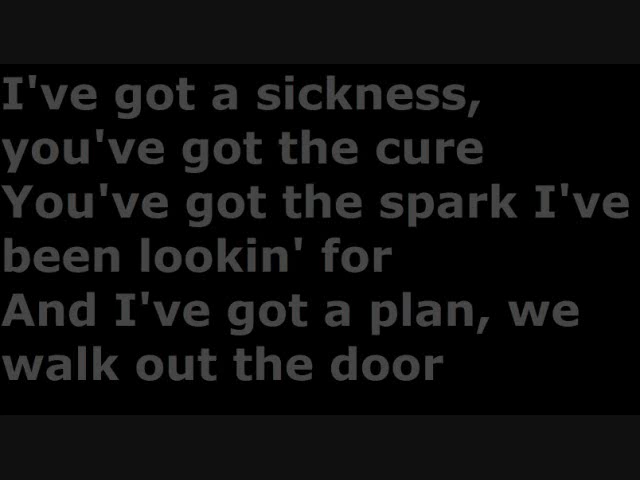 I've got a sickness,
you've got the cure
You've got the spark I've
been lookin' for
And I've got a plan, we
walk out the door